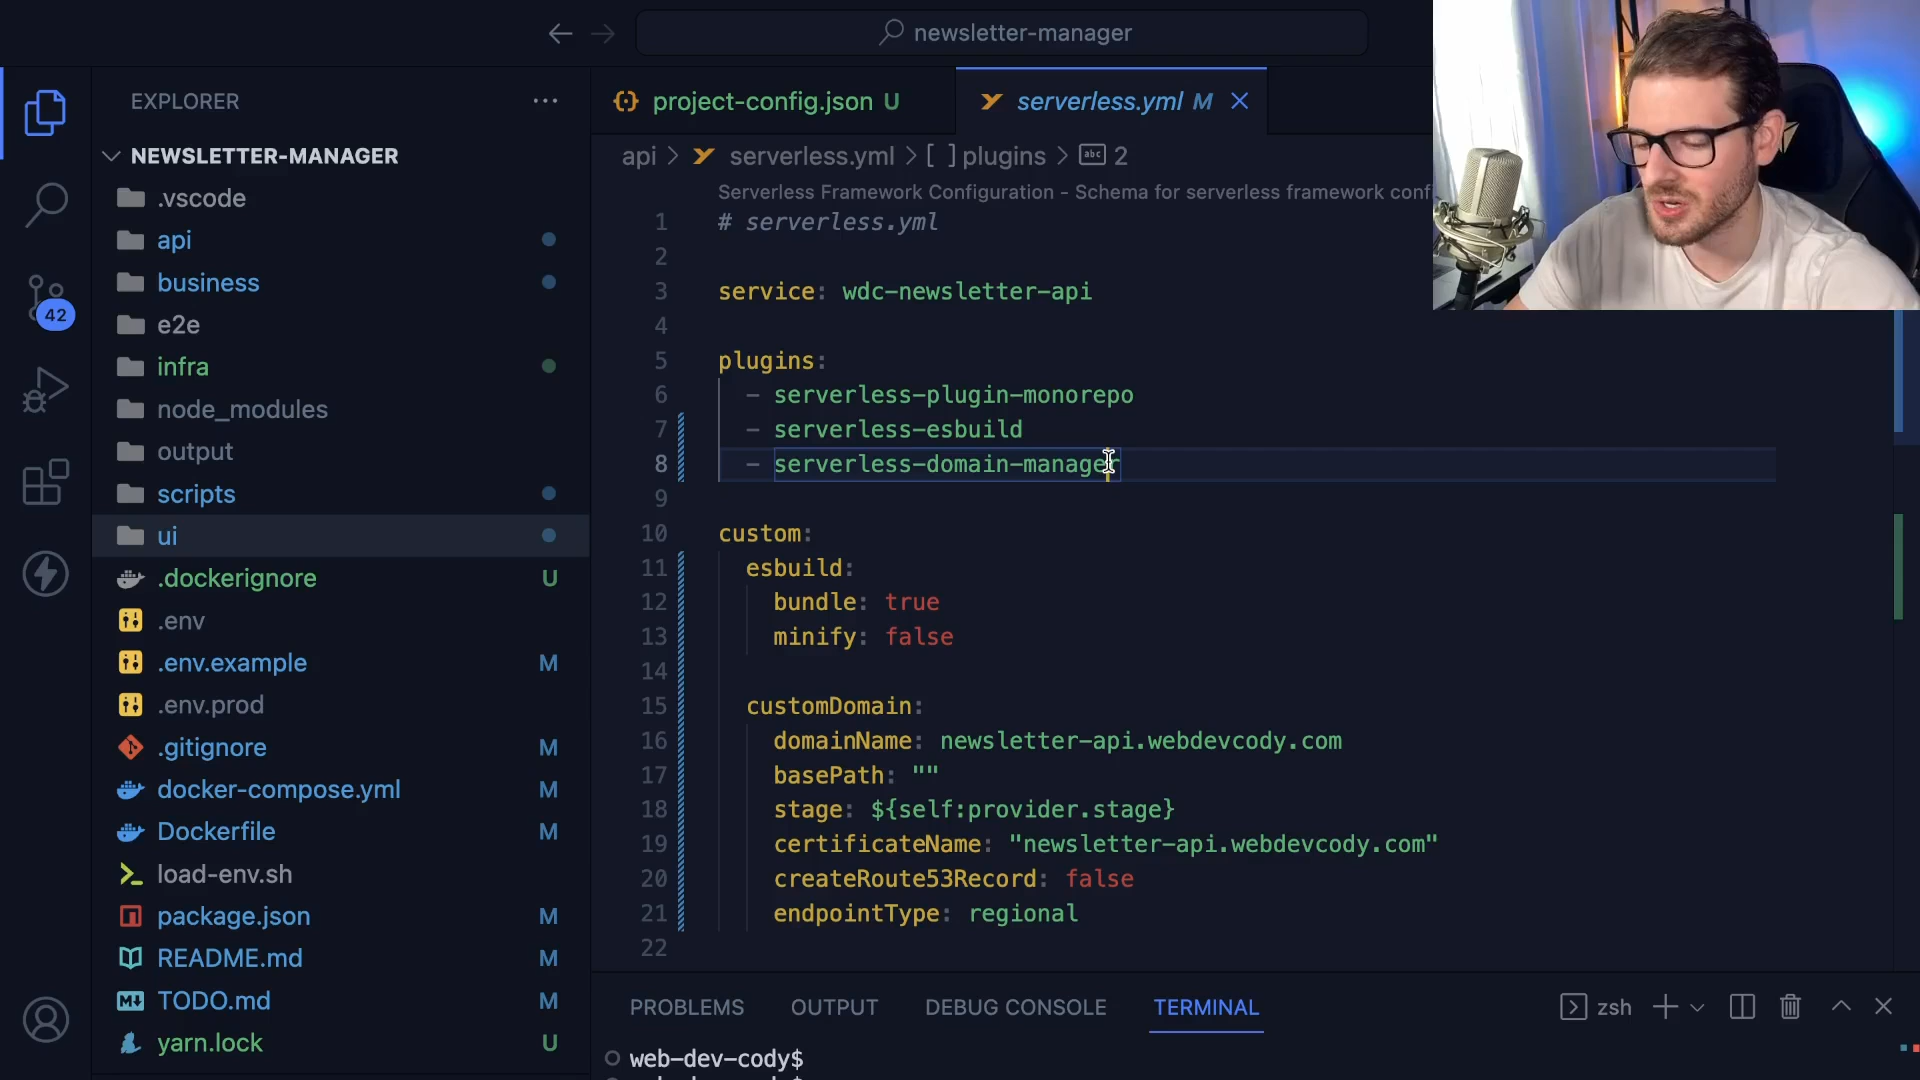 newsletter-manager
EXPLORER
NEWSLETTER-MANAGER
.vscode
api
business
e2e
infra
node_modules
output
scripts
ui
.dockerignore U
.env
.env.example M
.env.prod
.gitignore M
docker-compose.yml M
Dockerfile M
load-env.sh
package.json M
README.md M
TODO.md M
yarn.lock U
42
project-config.json U
serverless.yml M
api > serverless.yml > [ ] plugins > abc 2
Serverless Framework Configuration - Schema for serverless framework conf
1 # serverless.yml
2
3 service: wdc-newsletter-api
4
5 plugins:
6 - serverless-plugin-monorepo
7 - serverless-esbuild
8 - serverless-domain-manager
9
10 custom:
11 esbuild:
12 bundle: true
13 minify: false
14
15 customDomain:
16 domainName: newsletter-api.webdevcody.com
17 basePath: ""
18 stage: ${self:provider.stage}
19 certificateName: "newsletter-api.webdevcody.com"
20 createRoute53Record: false
21 endpointType: regional
22
PROBLEMS OUTPUT DEBUG CONSOLE TERMINAL
zsh
web-dev-cody$